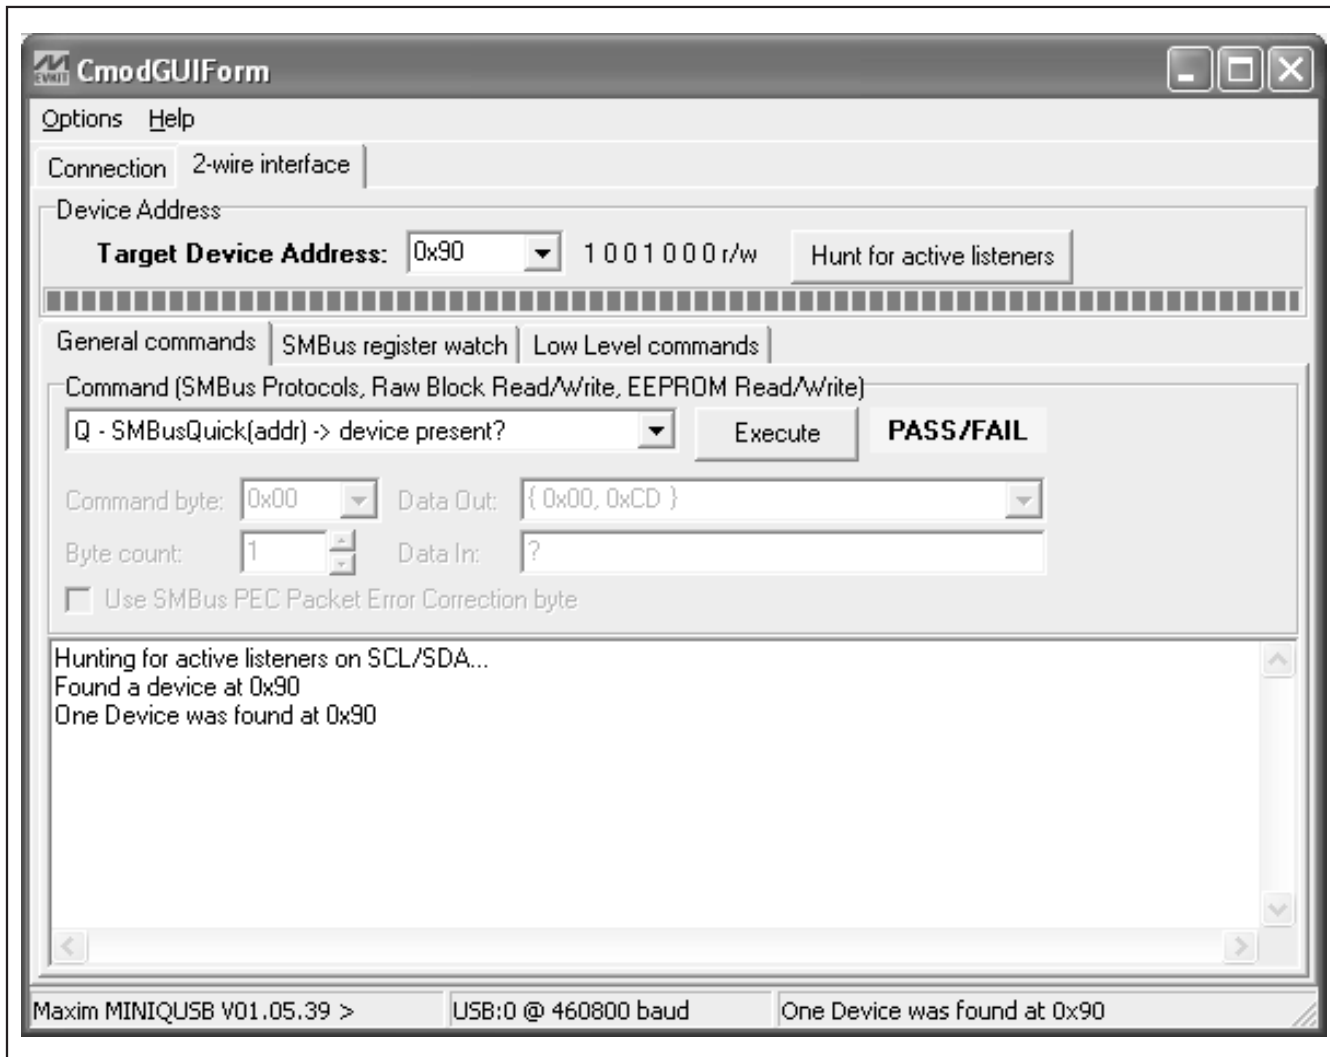 EVKIT CmodGUIForm
Options Help
Connection 2-wire interface
Device Address
Target Device Address: 0x90 1 0 0 1 0 0 0 r/w Hunt for active listeners
General commands SMBus register watch Low Level commands
Command (SMBus Protocols, Raw Block Read/Write, EEPROM Read/Write)
Q - SMBusQuick(addr) -> device present? Execute PASS/FAIL
Command byte: 0x00 Data Out: { 0x00, 0xCD }
Byte count: 1 Data In: ?
Use SMBus PEC Packet Error Correction byte
Hunting for active listeners on SCL/SDA...
Found a device at 0x90
One Device was found at 0x90
Maxim MINIQUSB V01.05.39 > USB:0 @ 460800 baud One Device was found at 0x90